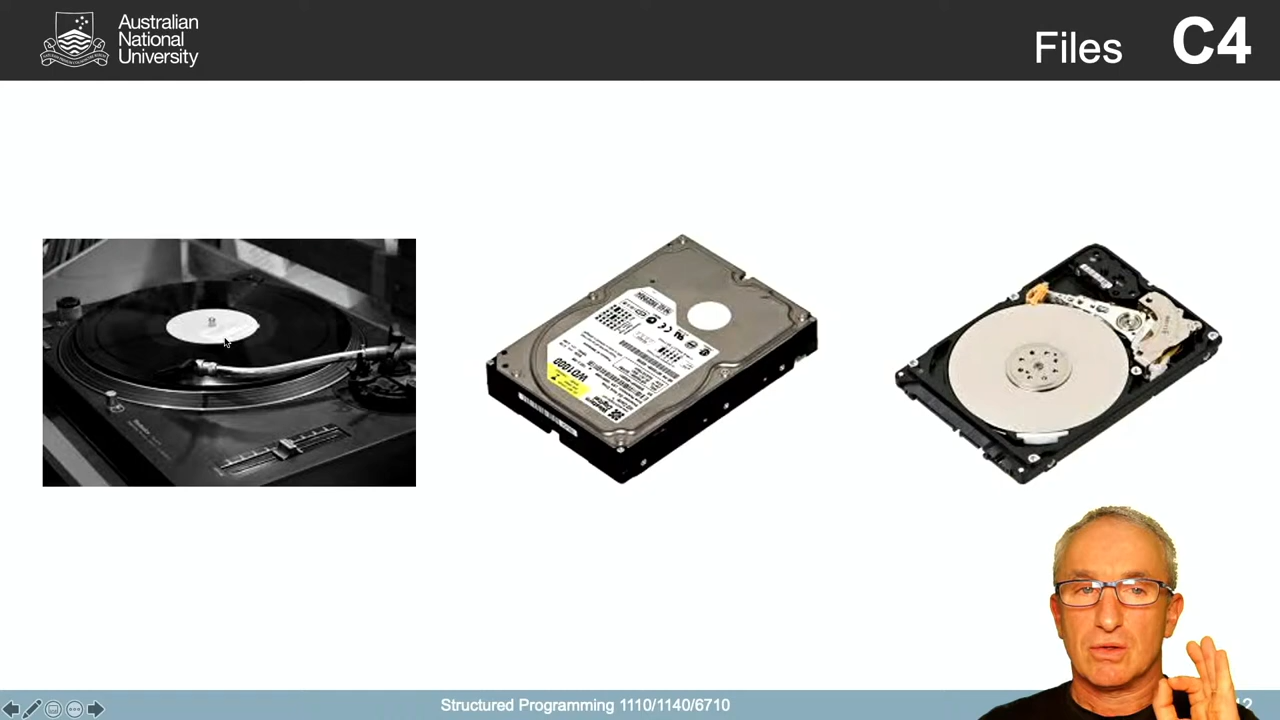 Australian
National
University
Files C4
WD1000
Structured Programming 1110/1140/6710